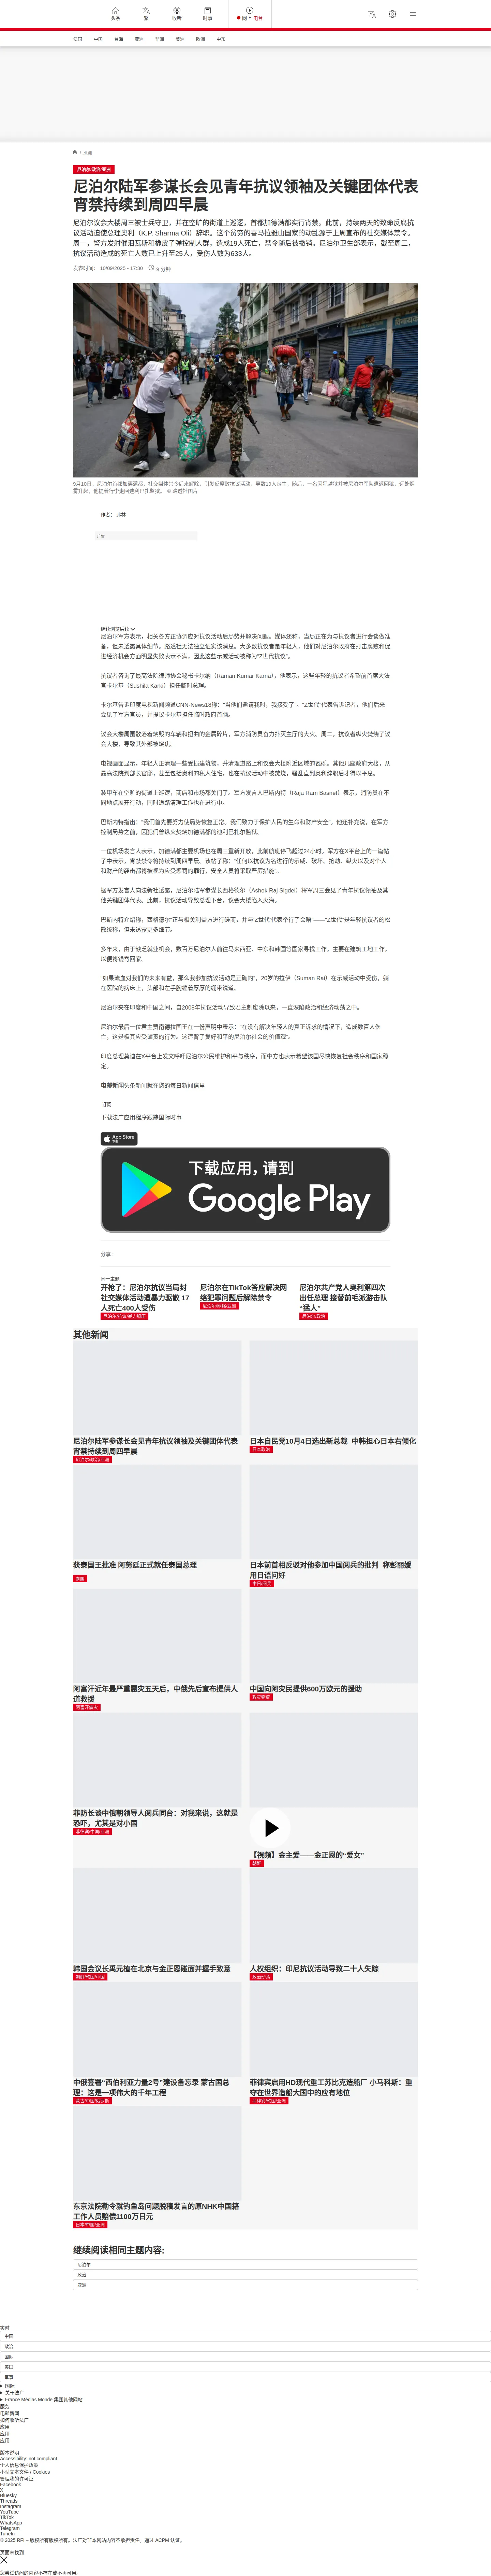 头条
繁
收听
时事
网上 电台
法国
中国
台海
亚洲
非洲
美洲
欧洲
中东
/ 亚洲
尼泊尔/政治/亚洲
尼泊尔陆军参谋长会见青年抗议领袖及关键团体代表 宵禁持续到周四早晨
尼泊尔议会大楼周三被士兵守卫，并在空旷的街道上巡逻，首都加德满都实行宵禁。此前，持续两天的致命反腐抗议活动迫使总理奥利（K.P. Sharma Oli）辞职。这个贫穷的喜马拉雅山国家的动乱源于上周宣布的社交媒体禁令。周一，警方发射催泪瓦斯和橡皮子弹控制人群，造成19人死亡，禁令随后被撤销。尼泊尔卫生部表示，截至周三，抗议活动造成的死亡人数已上升至25人，受伤人数为633人。
发表时间： 10/09/2025 - 17:30
9 分钟
9月10日，尼泊尔首都加德满都，社交媒体禁令后来解除，引发反腐败抗议活动，导致19人丧生，随后，一名囚犯越狱并被尼泊尔军队遣返回狱，远处烟雾升起，他提着行李走回迪利巴扎监狱。 © 路透社图片
作者： 弗林
广告
继续浏览后续
尼泊尔军方表示，相关各方正协调应对抗议活动后局势并解决问题。媒体还称，当局正在为与抗议者进行会谈做准备，但未透露具体细节。路透社无法独立证实该消息。大多数抗议者是年轻人，他们对尼泊尔政府在打击腐败和促进经济机会方面明显失败表示不满，因此这些示威活动被称为“Z世代抗议”。
抗议者咨询了最高法院律师协会秘书卡尔纳（Raman Kumar Karna），他表示，这些年轻的抗议者希望前首席大法官卡尔基（Sushila Karki）担任临时总理。
卡尔基告诉印度电视新闻频道CNN-News18称：“当他们邀请我时，我接受了”。“Z世代”代表告诉记者，他们后来会见了军方官员，并提议卡尔基担任临时政府首脑。
议会大楼周围散落着烧毁的车辆和扭曲的金属碎片，军方消防员奋力扑灭主厅的大火。周二，抗议者纵火焚烧了议会大楼，导致其外部被烧焦。
电视画面显示，年轻人正清理一些受损建筑物，并清理道路上和议会大楼附近区域的瓦砾。其他几座政府大楼，从最高法院到部长官邸，甚至包括奥利的私人住宅，也在抗议活动中被焚烧，骚乱直到奥利辞职后才得以平息。
装甲车在空旷的街道上巡逻，商店和市场都关门了。军方发言人巴斯内特（Raja Ram Basnet）表示，消防员在不同地点展开行动，同时道路清理工作也在进行中。
巴斯内特指出：“我们首先要努力使局势恢复正常。我们致力于保护人民的生命和财产安全”。他还补充说，在军方控制局势之前，囚犯们曾纵火焚烧加德满都的迪利巴扎尔监狱。
一位机场发言人表示，加德满都主要机场也在周三重新开放，此前航班停飞超过24小时。军方在X平台上的一篇帖子中表示，宵禁禁令将持续到周四早晨。该帖子称：“任何以抗议为名进行的示威、破坏、抢劫、纵火以及对个人和财产的袭击都将被视为应受惩罚的罪行，安全人员将采取严厉措施”。
据军方发言人向法新社透露，尼泊尔陆军参谋长西格德尔（Ashok Raj Sigdel）将军周三会见了青年抗议领袖及其他关键团体代表。此前，抗议活动导致总理下台，议会大楼陷入火海。
巴斯内特介绍称，西格德尔“正与相关利益方进行磋商，并与‘Z世代’代表举行了会晤”——“Z世代”是年轻抗议者的松散统称，但未透露更多细节。
多年来，由于缺乏就业机会，数百万尼泊尔人前往马来西亚、中东和韩国等国家寻找工作，主要在建筑工地工作，以便将钱寄回家。
“如果流血对我们的未来有益，那么我参加抗议活动是正确的”，20岁的拉伊（Suman Rai）在示威活动中受伤，躺在医院的病床上，头部和左手腕缠着厚厚的绷带说道。
尼泊尔夹在印度和中国之间，自2008年抗议活动导致君主制废除以来，一直深陷政治和经济动荡之中。
尼泊尔最后一位君主贾南德拉国王在一份声明中表示：“在没有解决年轻人的真正诉求的情况下，造成数百人伤亡，这是极其应受谴责的行为。这违背了爱好和平的尼泊尔社会的价值观”。
印度总理莫迪在X平台上发文呼吁尼泊尔公民维护和平与秩序，而中方也表示希望该国尽快恢复社会秩序和国家稳定。
电邮新闻头条新闻就在您的每日新闻信里
订阅
下载法广应用程序跟踪国际时事
App Store
下载
下载应用，请到
Google Play
分享 :
同一主题
开枪了：尼泊尔抗议当局封社交媒体活动遭暴力驱散 17人死亡400人受伤
尼泊尔/抗议/暴力镇压
尼泊尔在TikTok答应解决网络犯罪问题后解除禁令
尼泊尔/网络/亚洲
尼泊尔共产党人奥利第四次出任总理 接替前毛派游击队“猛人”
尼泊尔/政治
其他新闻
尼泊尔陆军参谋长会见青年抗议领袖及关键团体代表 宵禁持续到周四早晨
尼泊尔/政治/亚洲
日本自民党10月4日选出新总裁 中韩担心日本右倾化
日本政治
获泰国王批准 阿努廷正式就任泰国总理
泰国
日本前首相反驳对他参加中国阅兵的批判 称彭丽媛用日语问好
中日/阅兵
阿富汗近年最严重震灾五天后，中俄先后宣布提供人道救援
阿富汗震灾
中国向阿灾民提供600万欧元的援助
救灾赈济
菲防长谈中俄朝领导人阅兵同台：对我来说，这就是恐吓，尤其是对小国
菲律宾/中国/亚洲
【视频】金主爱——金正恩的“爱女”
朝鲜
韩国会议长禹元植在北京与金正恩碰面并握手致意
朝鲜/韩国/中国
人权组织：印尼抗议活动导致二十人失踪
政治动荡
中俄签署“西伯利亚力量2号”建设备忘录 蒙古国总理：这是一项伟大的千年工程
蒙古/中国/俄罗斯
菲律宾启用HD现代重工苏比克造船厂 小马科斯：重夺在世界造船大国中的应有地位
菲律宾/韩国/亚洲
东京法院勒令就钓鱼岛问题脱稿发言的原NHK中国籍工作人员赔偿1100万日元
日本/中国/亚洲
继续阅读相同主题内容:
尼泊尔
政治
亚洲
实时
中国
政治
国际
美国
军事
国际
关于法广
France Médias Monde 集团其他网站
服务
电邮新闻
如何收听法广
应用
应用
应用
版本说明
Accessibility: not compliant
个人信息保护政策
小型文本文件 / Cookies
管理我的许可证
Facebook
X
Bluesky
Threads
Instagram
YouTube
TikTok
WhatsApp
Telegram
TuneIn
© 2025 RFI – 版权所有版权所有。法广对非本网站内容不承担责任。通过 ACPM 认证。
页面未找到
您尝试访问的内容不存在或不再可用。